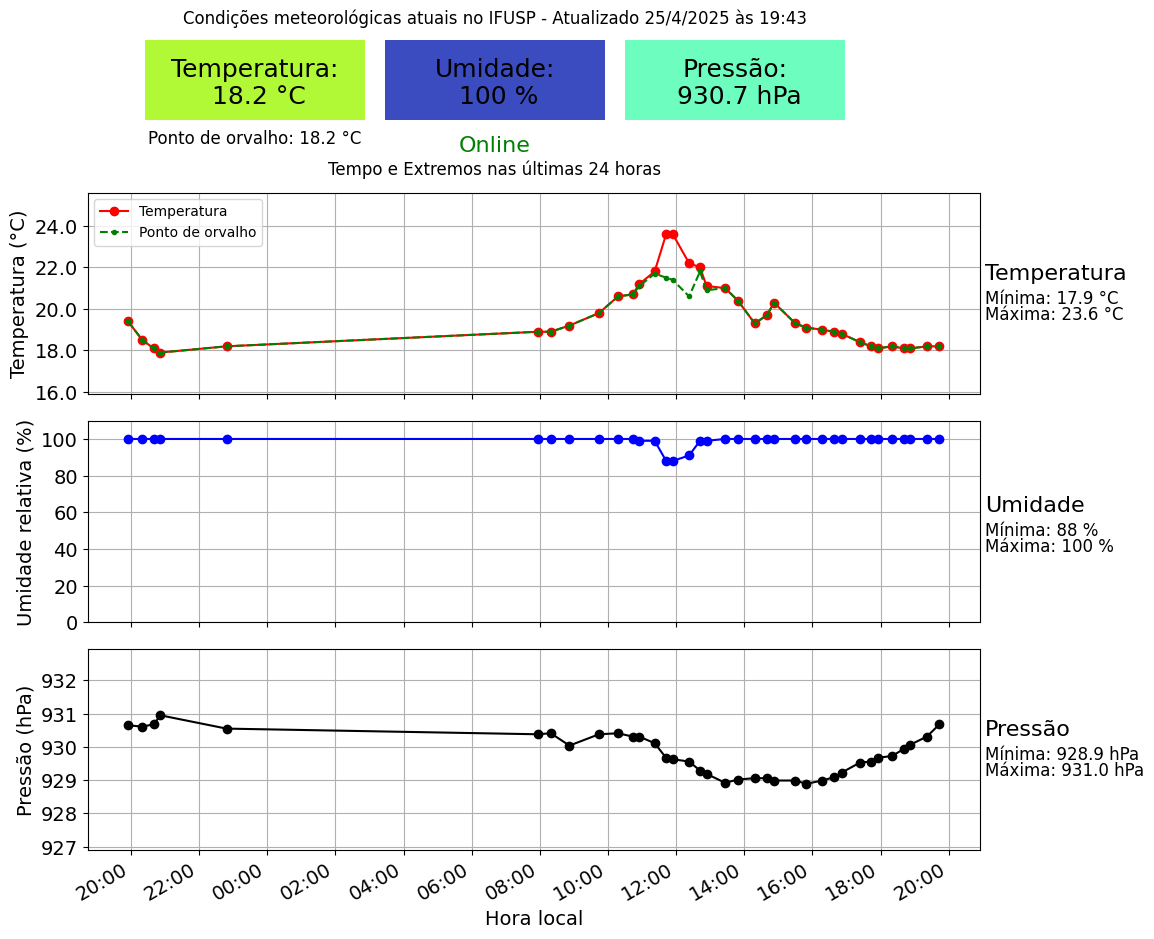 Condições meteorológicas atuais no IFUSP - Atualizado 25/4/2025 às 19:43
Temperatura:
18.2 °C
Umidade:
100 %
Pressão:
930.7 hPa
Ponto de orvalho: 18.2 °C
Online
Tempo e Extremos nas últimas 24 horas
Temperatura (°C)
24.0
22.0
20.0
18.0
16.0
Temperatura
Ponto de orvalho
Temperatura
Mínima: 17.9 °C
Máxima: 23.6 °C
Umidade relativa (%)
100
80
60
40
20
0
Umidade
Mínima: 88 %
Máxima: 100 %
Pressão (hPa)
932
931
930
929
928
927
Pressão
Mínima: 928.9 hPa
Máxima: 931.0 hPa
20:00 22:00 00:00 02:00 04:00 06:00 08:00 10:00 12:00 14:00 16:00 18:00 20:00
Hora local